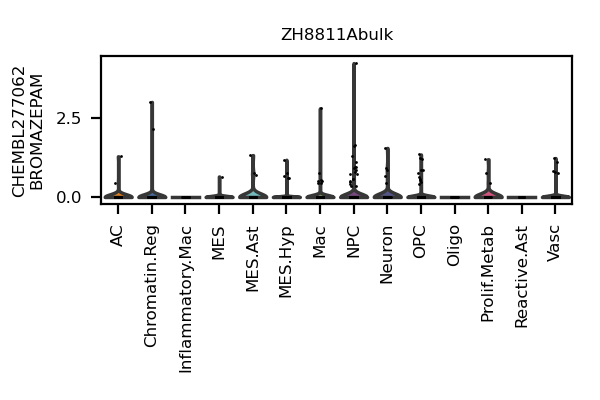 ZH8811Abulk
CHEMBL277062
BROMAZEPAM
2.5
0.0
AC
Chromatin.Reg
Inflammatory.Mac
MES
MES.Ast
MES.Hyp
Mac
NPC
Neuron
OPC
Oligo
Prolif.Metab
Reactive.Ast
Vasc